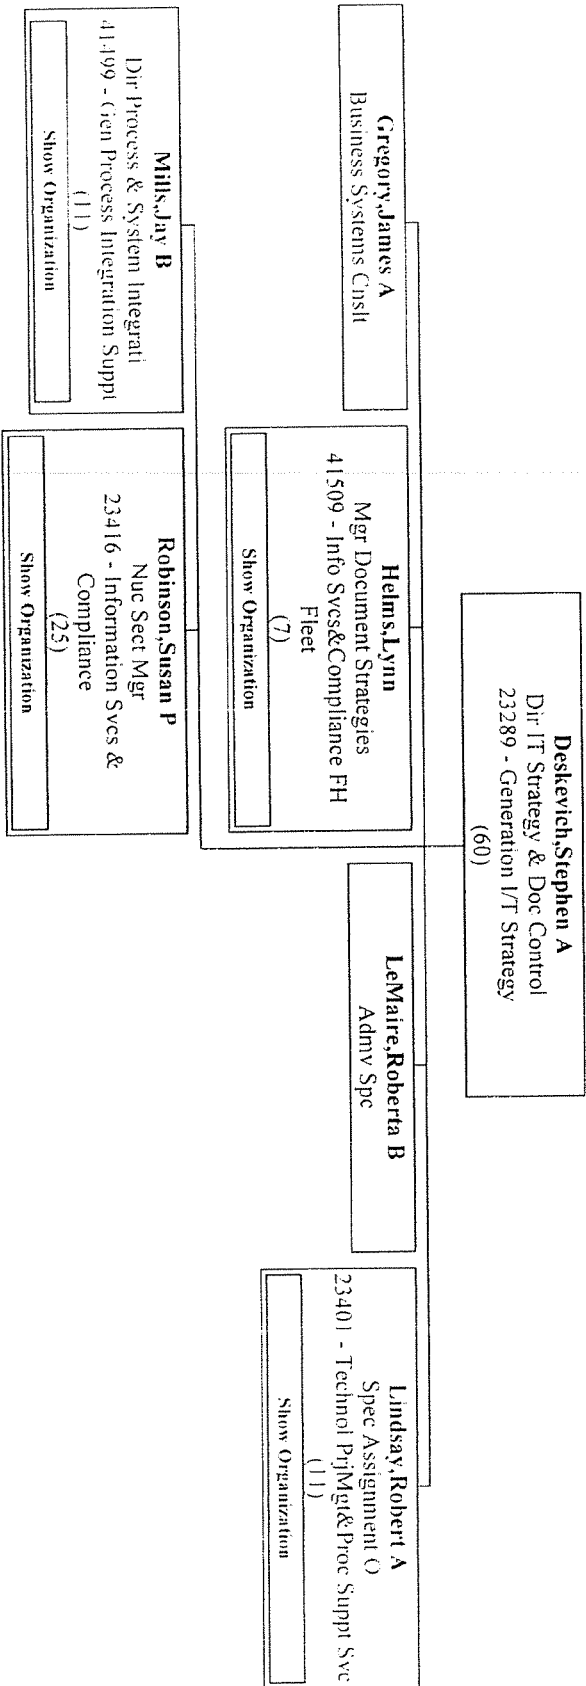 Deskevich,Stephen A
Dir IT Strategy & Doc Control
23289 - Generation I/T Strategy
(60)
Gregory,James A
Business Systems Cnslt
Helms,Lynn
Mgr Document Strategies
41509 - Info Svcs&Compliance FH
Fleet
(7)
Show Organization
LeMaire,Roberta B
Admv Spc
Lindsay,Robert A
Spec Assignment O
23401 - Technol PrjMgt&Proc Suppt Svc
(11)
Show Organization
Mills,Jay B
Dir Process & System Integrati
41499 - Gen Process Integration Suppt
(11)
Show Organization
Robinson,Susan P
Nuc Sect Mgr
23416 - Information Svcs &
Compliance
(25)
Show Organization